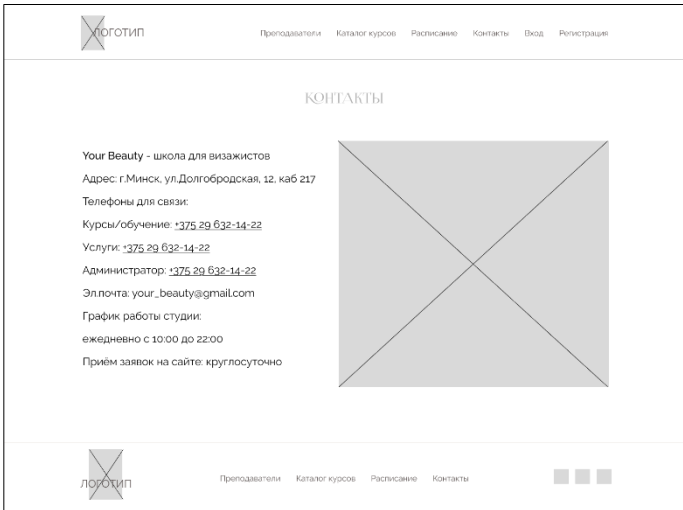 ЛОГОТИП
Преподаватели Каталог курсов Расписание Контакты Вход Регистрация
КОНТАКТЫ
Your Beauty - школа для визажистов
Адрес: г.Минск, ул.Долгобродская, 12, каб 217
Телефоны для связи:
Курсы/обучение: +375 29 632-14-22
Услуги: +375 29 632-14-22
Администратор: +375 29 632-14-22
Эл.почта: your_beauty@gmail.com
График работы студии:
ежедневно с 10:00 до 22:00
Приём заявок на сайте: круглосуточно
ЛОГОТИП
Преподаватели Каталог курсов Расписание Контакты